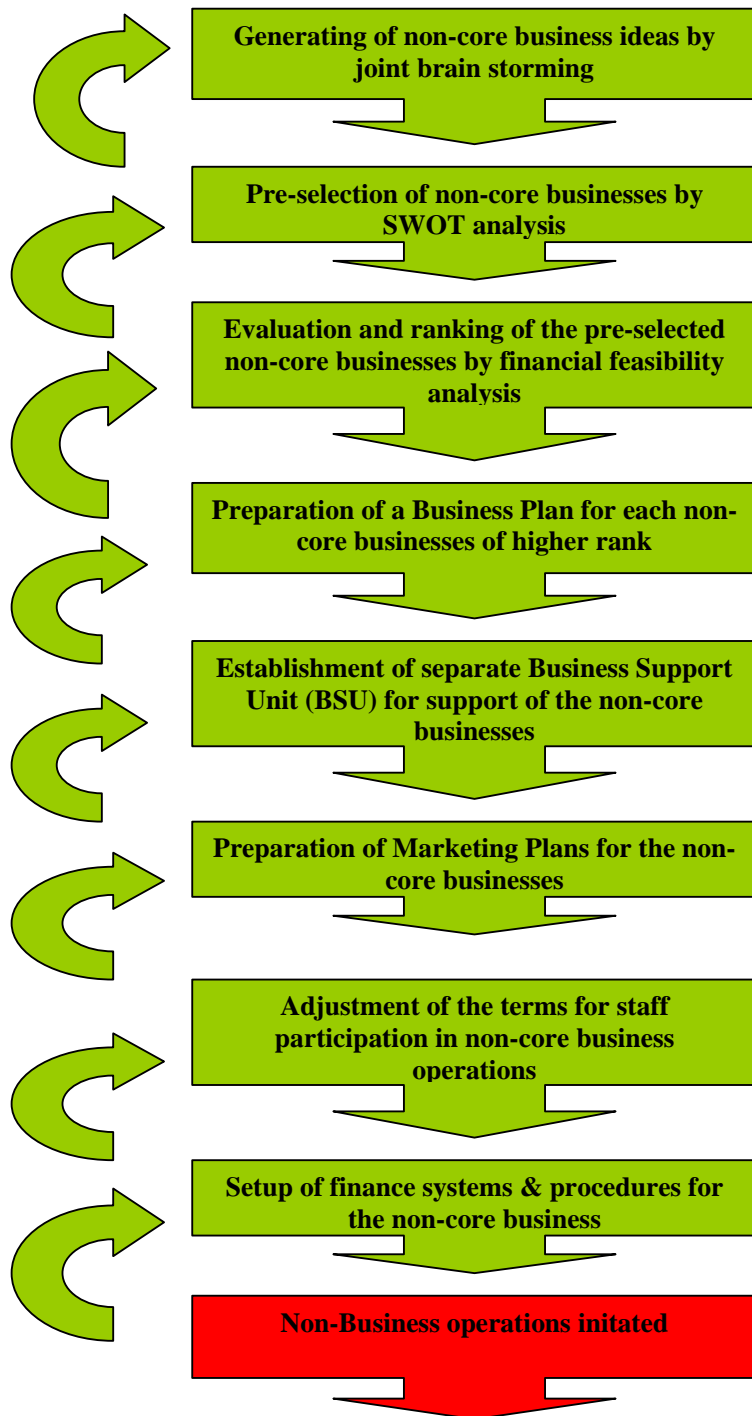 Generating of non-core business ideas by
joint brain storming
Pre-selection of non-core businesses by
SWOT analysis
Evaluation and ranking of the pre-selected
non-core businesses by financial feasibility
analysis
Preparation of a Business Plan for each non-
core businesses of higher rank
Establishment of separate Business Support
Unit (BSU) for support of the non-core
businesses
Preparation of Marketing Plans for the non-
core businesses
Adjustment of the terms for staff
participation in non-core business
operations
Setup of finance systems & procedures for
the non-core business
Non-Business operations initated